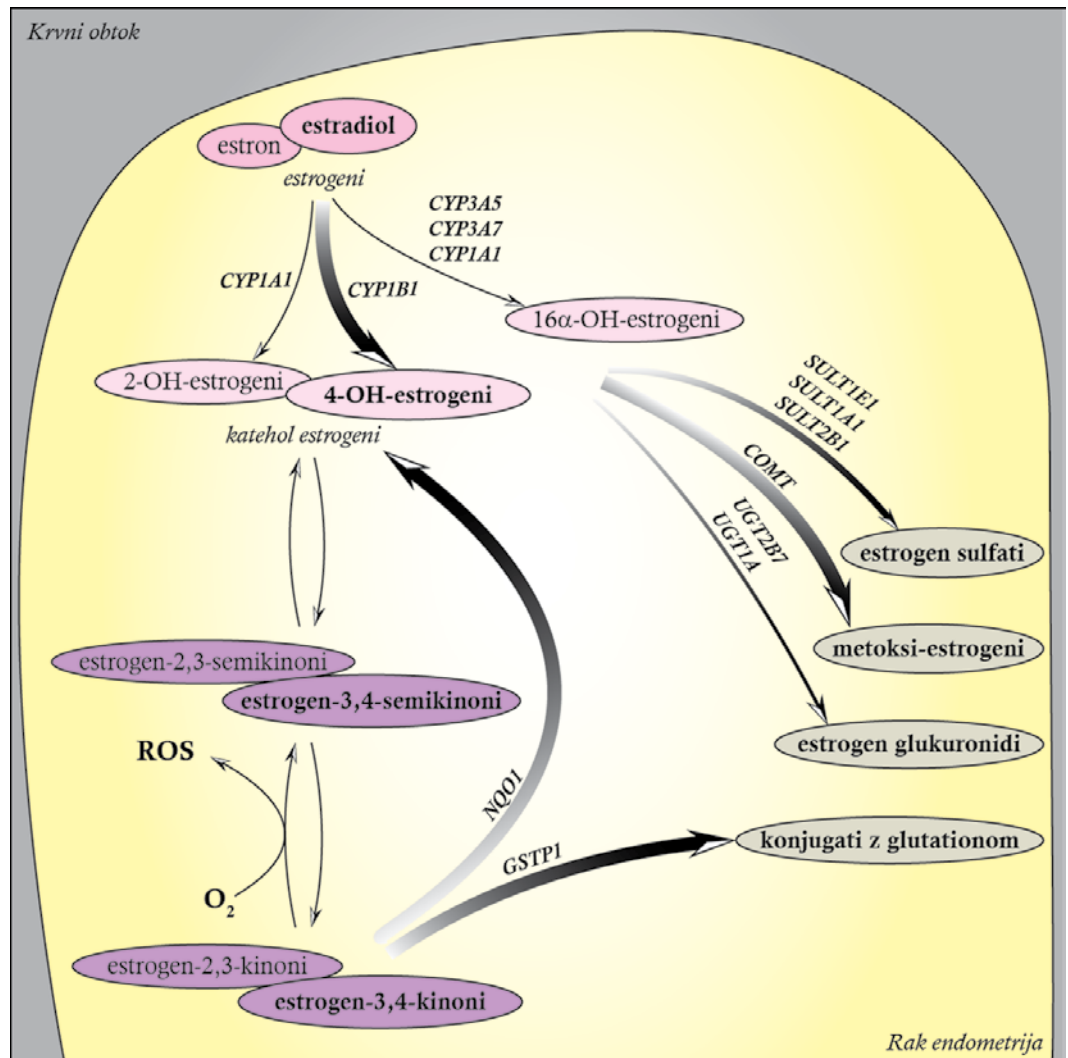 Krvni obtok
estradiol
estron
estrogeni
CYP3A5
CYP3A7
CYP1A1
CYP1A1
CYP1B1
16α-OH-estrogeni
2-OH-estrogeni
4-OH-estrogeni
katehol estrogeni
SULT1E1
SULT1A1
SULT2B1
COMT
UGT2B7
UGT1A
estrogen sulfati
metoksi-estrogeni
estrogen-2,3-semikinoni
estrogen-3,4-semikinoni
estrogen glukuronidi
ROS
NQO1
konjugati z glutationom
GSTP1
O₂
estrogen-2,3-kinoni
estrogen-3,4-kinoni
Rak endometrija